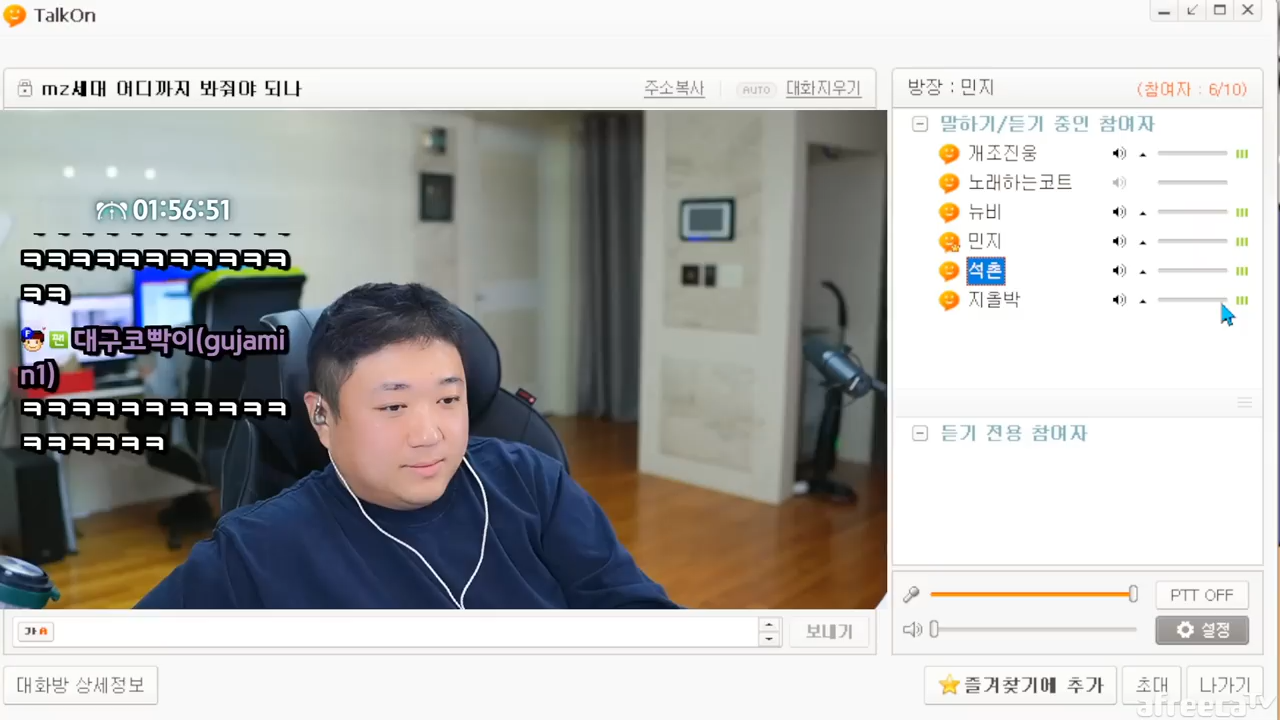 TalkOn
mz세대 어디까지 봐줘야 되나
주소복사
AUTO
대화지우기
01:56:51
ㅋㅋㅋㅋㅋㅋㅋㅋㅋㅋㅋ
ㅋㅋ
F 팬 대구코빡이(gujami
n1)
ㅋㅋㅋㅋㅋㅋㅋㅋㅋㅋㅋ
ㅋㅋㅋㅋㅋㅋ
가
보내기
대화방 상세정보
방장 : 민지
(참여자 : 6/10)
말하기/듣기 중인 참여자
개조진웅
노래하는코트
뉴비
민지
석촌
지올박
듣기 전용 참여자
PTT OFF
설정
즐겨찾기에 추가
초대
나가기
afreecaTV